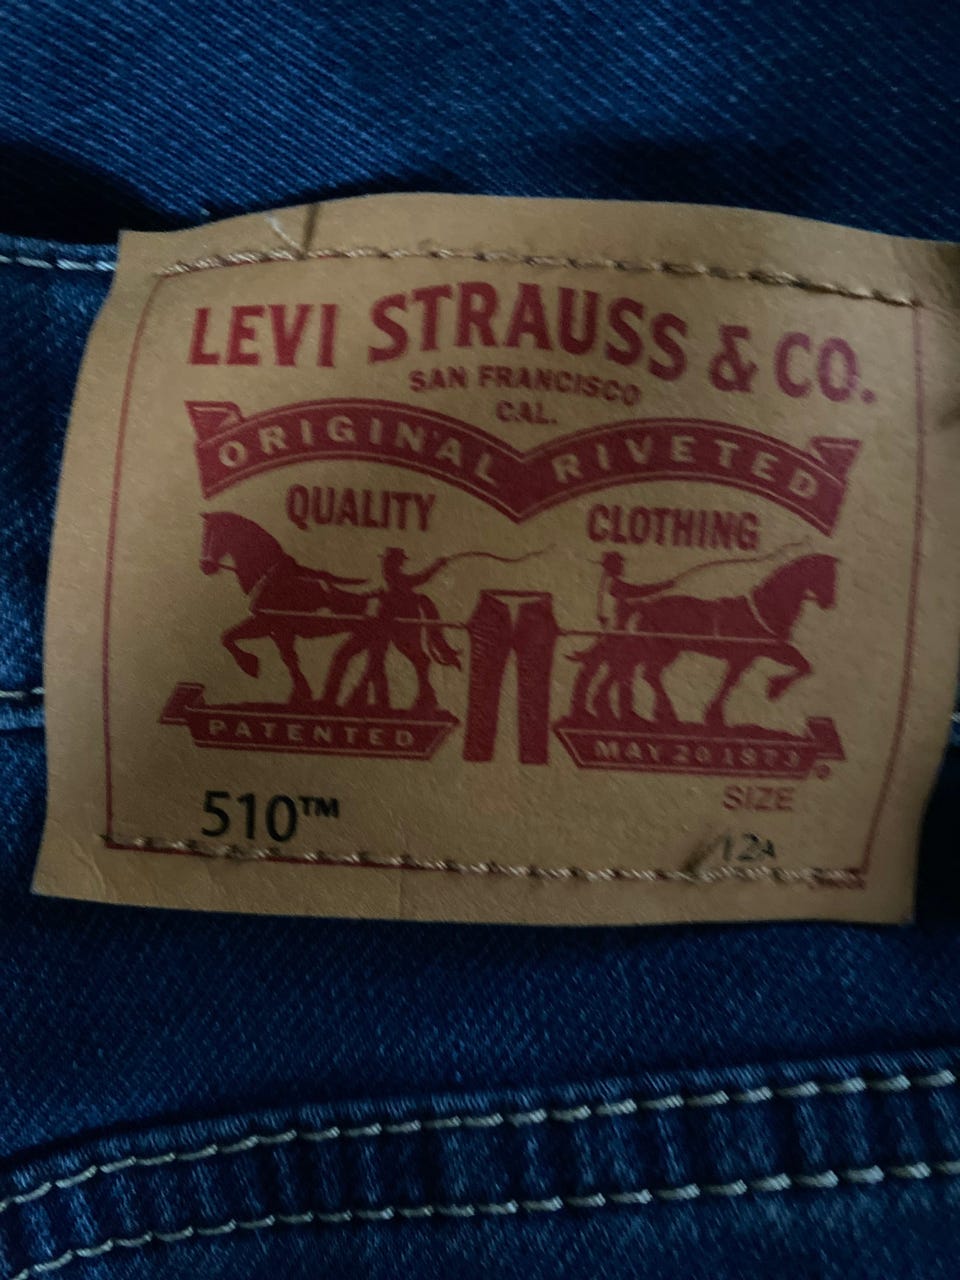 LEVI STRAUSS & CO.
SAN FRANCISCO
CAL.
ORIGINAL RIVETED
QUALITY CLOTHING
PATENTED MAY 20 1873®
510™ SIZE
12A